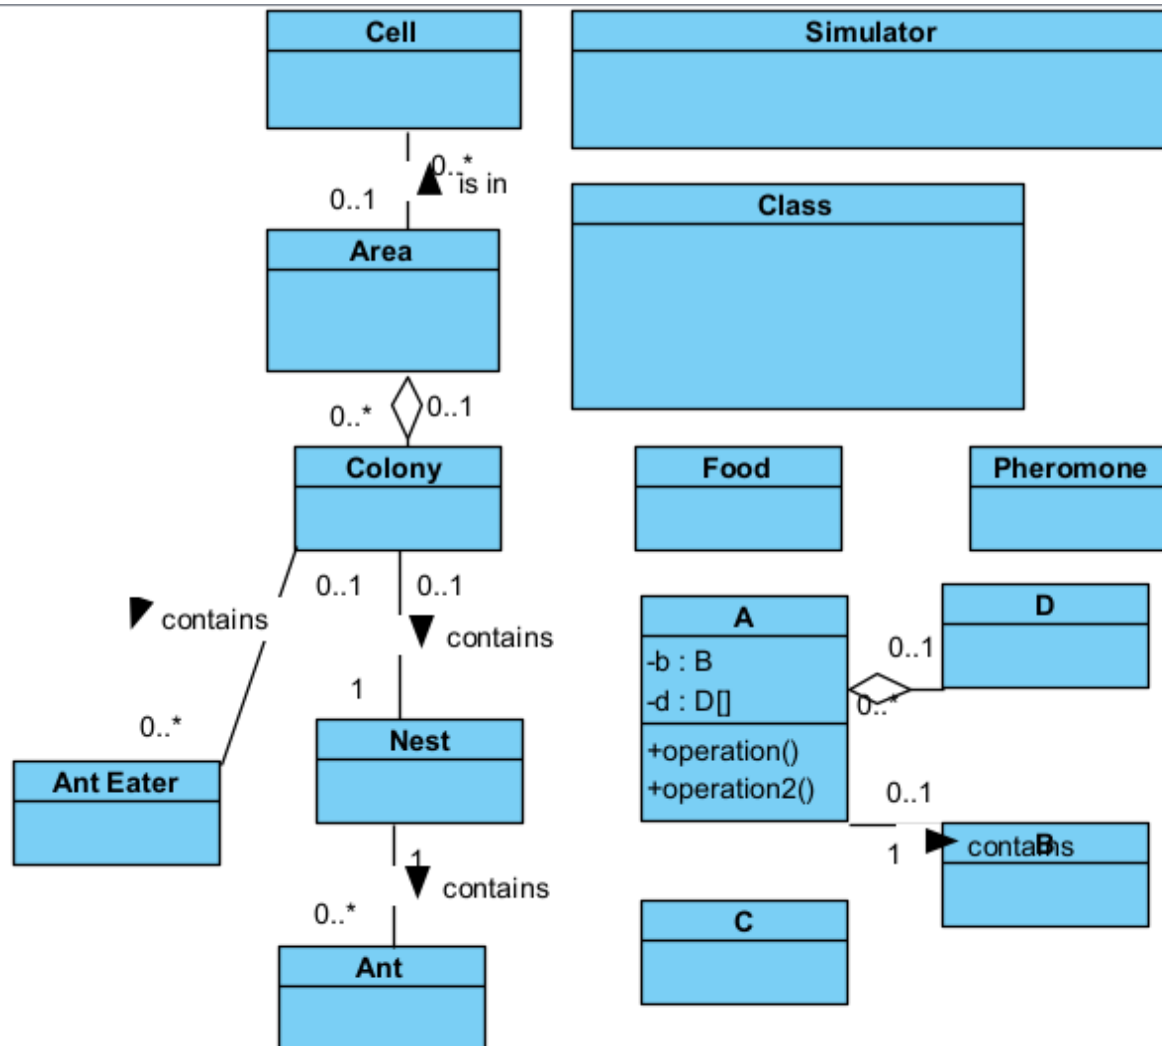 Cell
Simulator
0..*
is in
0..1
Class
Area
0..* 0..1
Colony
Food
Pheromone
0..1 0..1
contains
contains
A
-b : B
-d : D[]
+operation()
+operation2()
D
0..1
0..*
1
0..*
Nest
Ant Eater
0..1
1
contains
B
1
contains
0..*
C
Ant